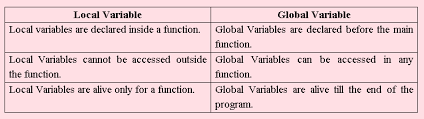 Local Variable Global Variable
Local variables are declared inside a function. Global Variables are declared before the main
function.
Local Variables cannot be accessed outside Global Variables can be accessed in any
the function. function.
Local Variables are alive only for a function. Global Variables are alive till the end of the
program.